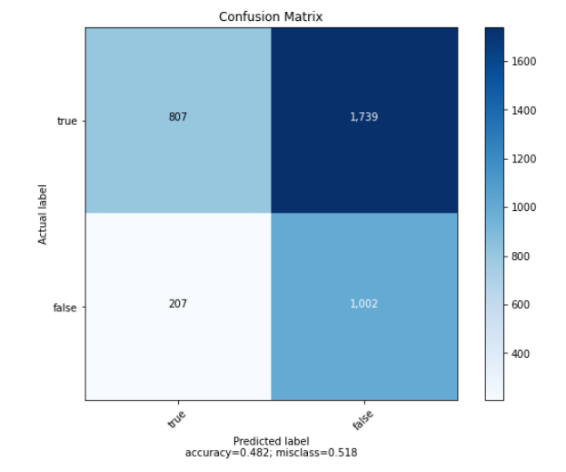 Confusion Matrix
true
807
1,739
false
207
1,002
Actual label
true
false
Predicted label
accuracy=0.482; misclass=0.518
1600
1400
1200
1000
800
600
400